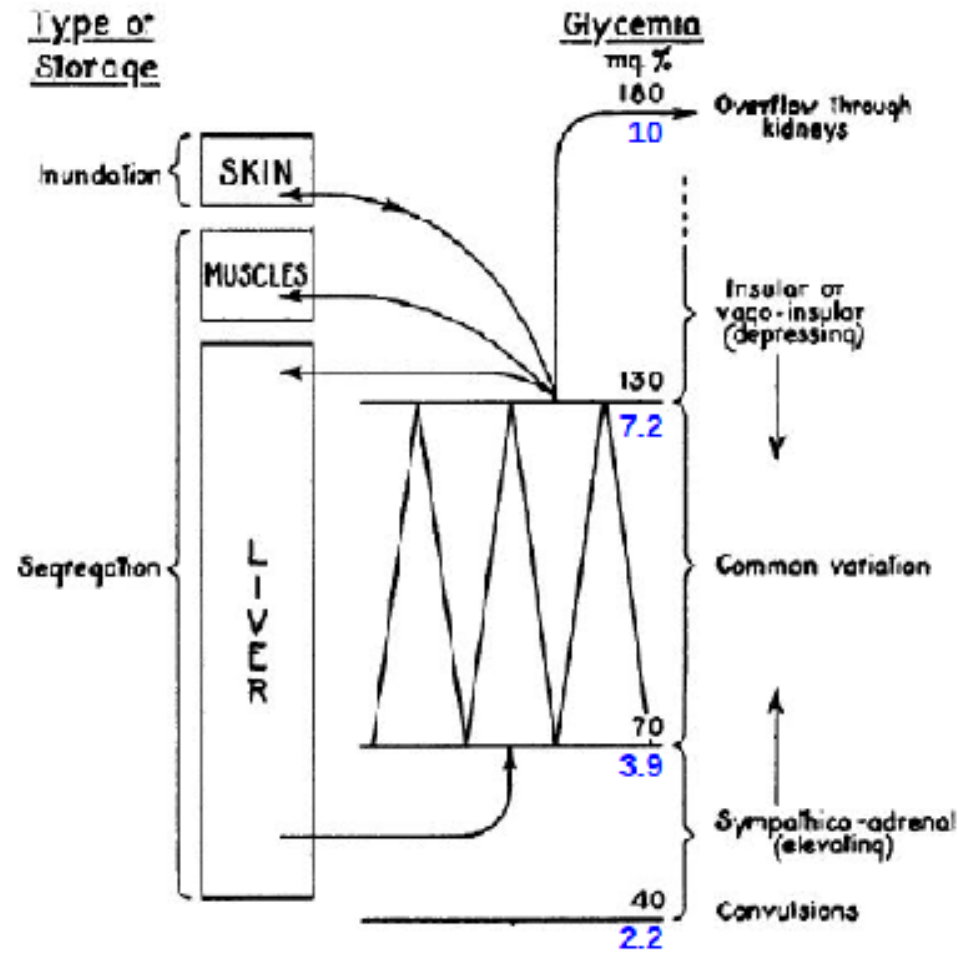 Type of
Storage
Glycemia
mg. %
180
10
Overflow Through
kidneys
Inundation
SKIN
MUSCLES
Insular or
vago-insular
(depressing)
130
7.2
Segregation
LIVER
Common variation
70
3.9
Sympathico-adrenal
(elevating)
40
2.2
Convulsions